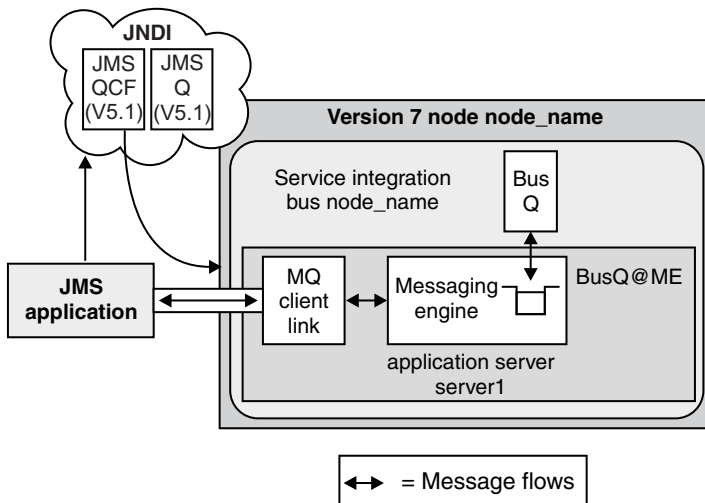 JNDI
JMS
QCF
(V5.1)
JMS
Q
(V5.1)
Version 7 node node_name
Service integration
bus node_name
Bus
Q
JMS
application
MQ
client
link
Messaging
engine
BusQ@ME
application server
server1
= Message flows